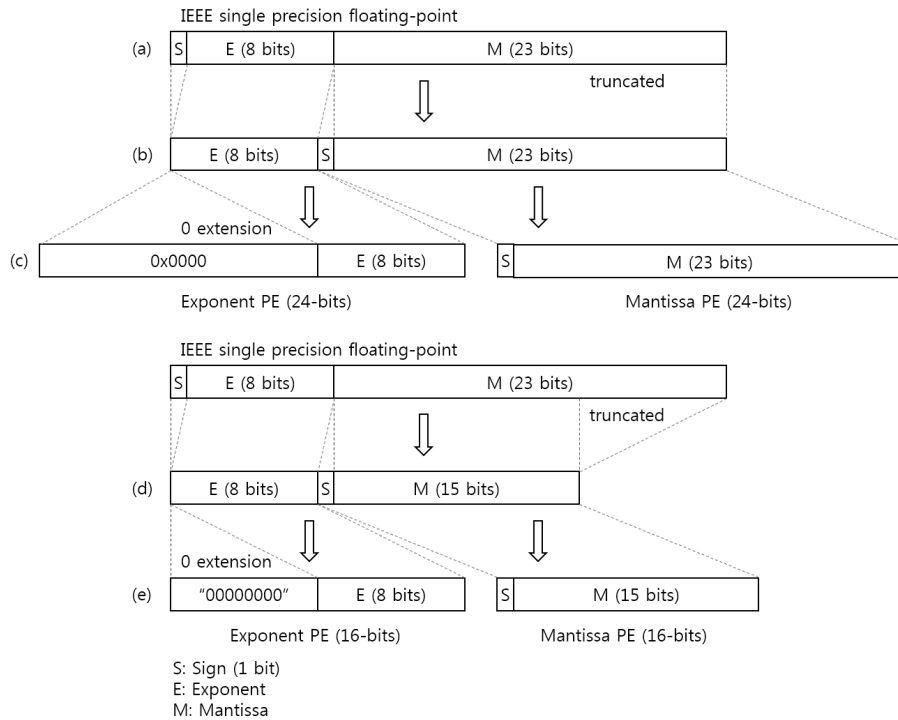 IEEE single precision floating-point
(a) S E (8 bits) M (23 bits)
truncated
(b) E (8 bits) S M (23 bits)
0 extension
(c) 0x0000 E (8 bits) S M (23 bits)
Exponent PE (24-bits) Mantissa PE (24-bits)
IEEE single precision floating-point
S E (8 bits) M (23 bits)
truncated
(d) E (8 bits) S M (15 bits)
0 extension
(e) “00000000” E (8 bits) S M (15 bits)
Exponent PE (16-bits) Mantissa PE (16-bits)
S: Sign (1 bit)
E: Exponent
M: Mantissa